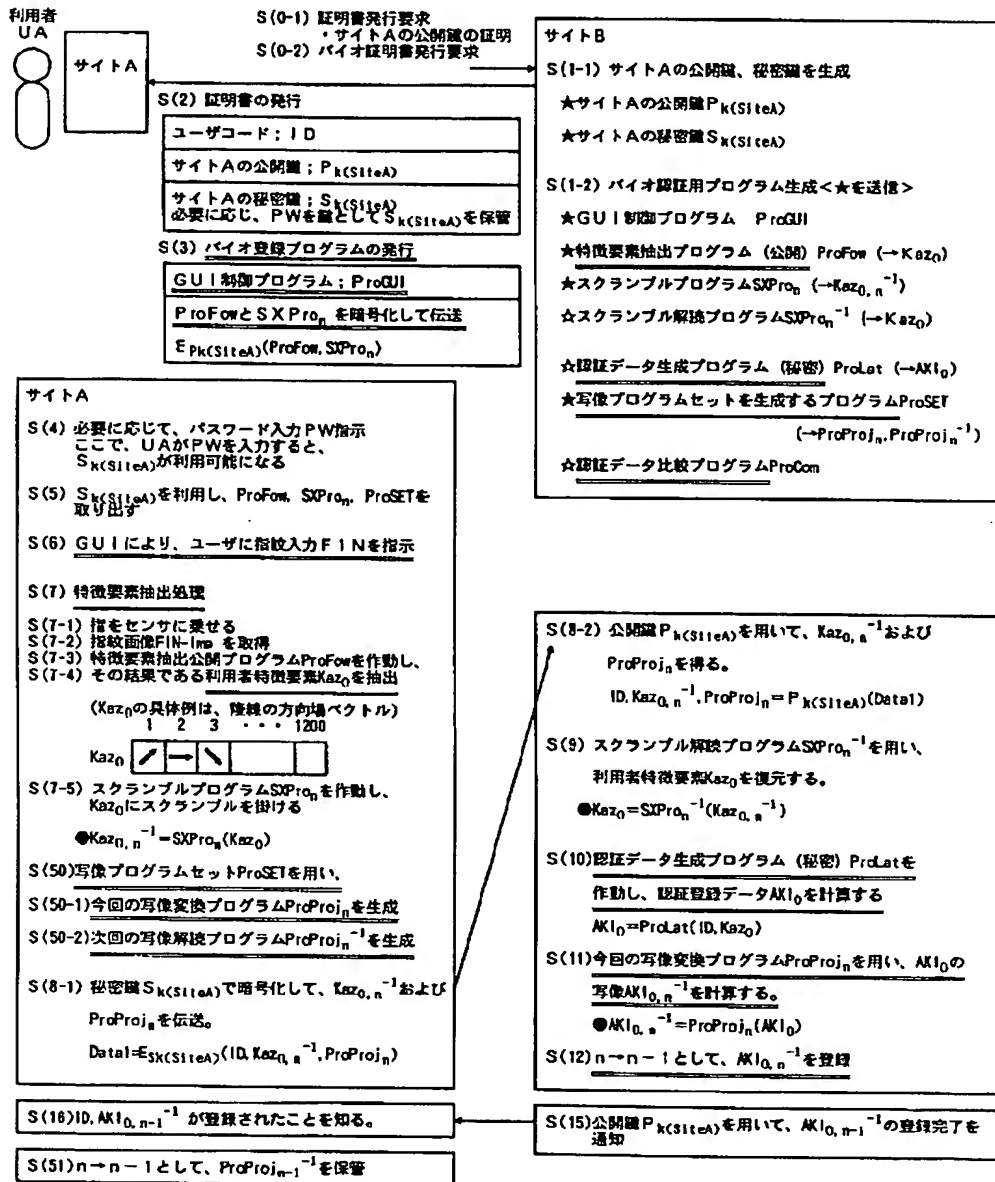 利用者
UA
サイトA
S(0-1) 証明書発行要求
・サイトAの公開鍵の証明
S(0-2) バイオ証明書発行要求
S(2) 証明書の発行
ユーザコード;ID
サイトAの公開鍵;Pk(SiteA)
サイトAの秘密鍵;Sk(SiteA)
必要に応じ、PWを鍵としてSk(SiteA)を保管
S(3) バイオ登録プログラムの発行
GUI制御プログラム;ProGUI
ProFowとSXPron を暗号化して伝送
EPk(SiteA)(ProFow,SXPron)
サイトB
S(1-1) サイトAの公開鍵、秘密鍵を生成
★サイトAの公開鍵Pk(SiteA)
★サイトAの秘密鍵Sk(SiteA)
S(1-2) バイオ認証用プログラム生成<★を送信>
★GUI制御プログラム ProGUI
★特徴要素抽出プログラム (公開) ProFow (→Kaz0)
★スクランブルプログラムSXPron (→Kaz0,n-1)
☆スクランブル解読プログラムSXPron-1 (→Kaz0)
☆認証データ生成プログラム (秘密) ProLat (→AKI0)
★写像プログラムセットを生成するプログラムProSET
(→ProProjn,ProProjn-1)
☆認証データ比較プログラムProCom
サイトA
S(4) 必要に応じて、パスワード入力PW指示
ここで、UAがPWを入力すると、
Sk(SiteA)が利用可能になる
S(5) Sk(SiteA)を利用し、ProFow, SXPron, ProSETを
取り出す
S(6) GUIにより、ユーザに指紋入力FINを指示
S(7) 特徴要素抽出処理
S(7-1) 指をセンサに乗せる
S(7-2) 指紋画像FIN-Imp を取得
S(7-3) 特徴要素抽出公開プログラムProFowを作動し、
S(7-4) その結果である利用者特徴要素Kaz0を抽出
(Kaz0の具体例は、隆線の方向場ベクトル)
1 2 3 ・・・ 1200
Kaz0
S(7-5) スクランブルプログラムSXPronを作動し、
Kaz0にスクランブルを掛ける
●Kaz0,n-1=SXPron(Kaz0)
S(50)写像プログラムセットProSETを用い、
S(50-1)今回の写像変換プログラムProProjnを生成
S(50-2)次回の写像解読プログラムProProjn-1を生成
S(8-1) 秘密鍵Sk(SiteA)で暗号化して、Kaz0,n-1および
ProProjnを伝送。
Data1=ESk(SiteA)(ID,Kaz0,n-1,ProProjn)
S(8-2) 公開鍵Pk(SiteA)を用いて、Kaz0,n-1および
ProProjnを得る。
ID,Kaz0,n-1,ProProjn=Pk(SiteA)(Data1)
S(9) スクランブル解読プログラムSXPron-1を用い、
利用者特徴要素Kaz0を復元する。
●Kaz0=SXPron-1(Kaz0,n-1)
S(10)認証データ生成プログラム (秘密) ProLatを
作動し、認証登録データAKI0を計算する
AKI0=ProLat(ID,Kaz0)
S(11)今回の写像変換プログラムProProjnを用い、AKI0の
写像AKI0,n-1を計算する。
●AKI0,n-1=ProProjn(AKI0)
S(12)n→n-1として、AKI0,n-1を登録
S(16)ID,AKI0,n-1-1 が登録されたことを知る。
S(15)公開鍵Pk(SiteA)を用いて、AKI0,n-1-1の登録完了を
通知
S(51)n→n-1として、ProProjn-1-1を保管